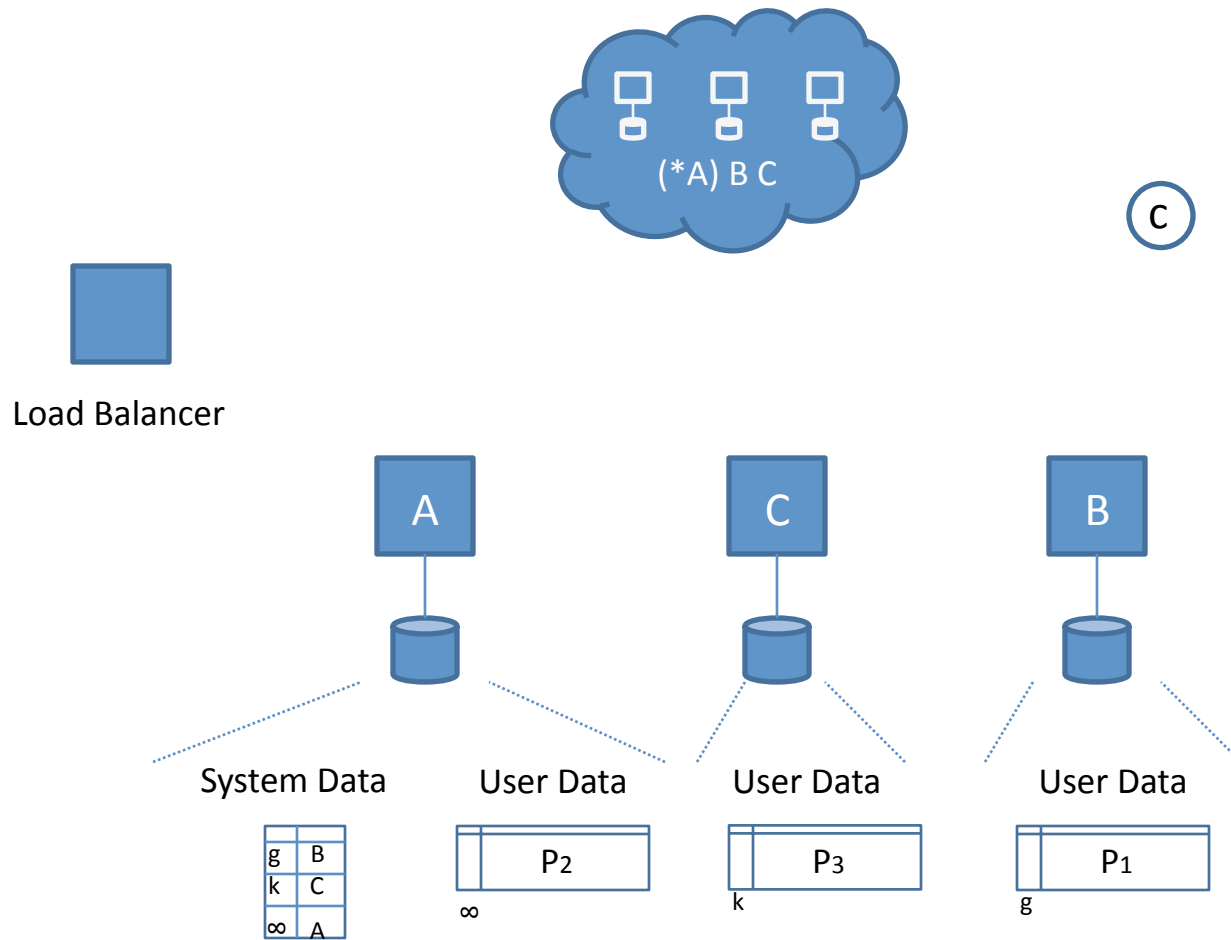 (*A) B C
C
Load Balancer
A
C
B
System Data
User Data
User Data
User Data
g B
k C
∞ A
P2
∞
P3
k
P1
g